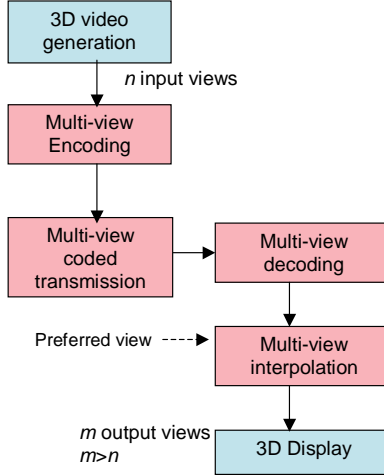 3D video
generation
n input views
Multi-view
Encoding
Multi-view
coded
transmission
Multi-view
decoding
Preferred view
Multi-view
interpolation
m output views
m>n
3D Display